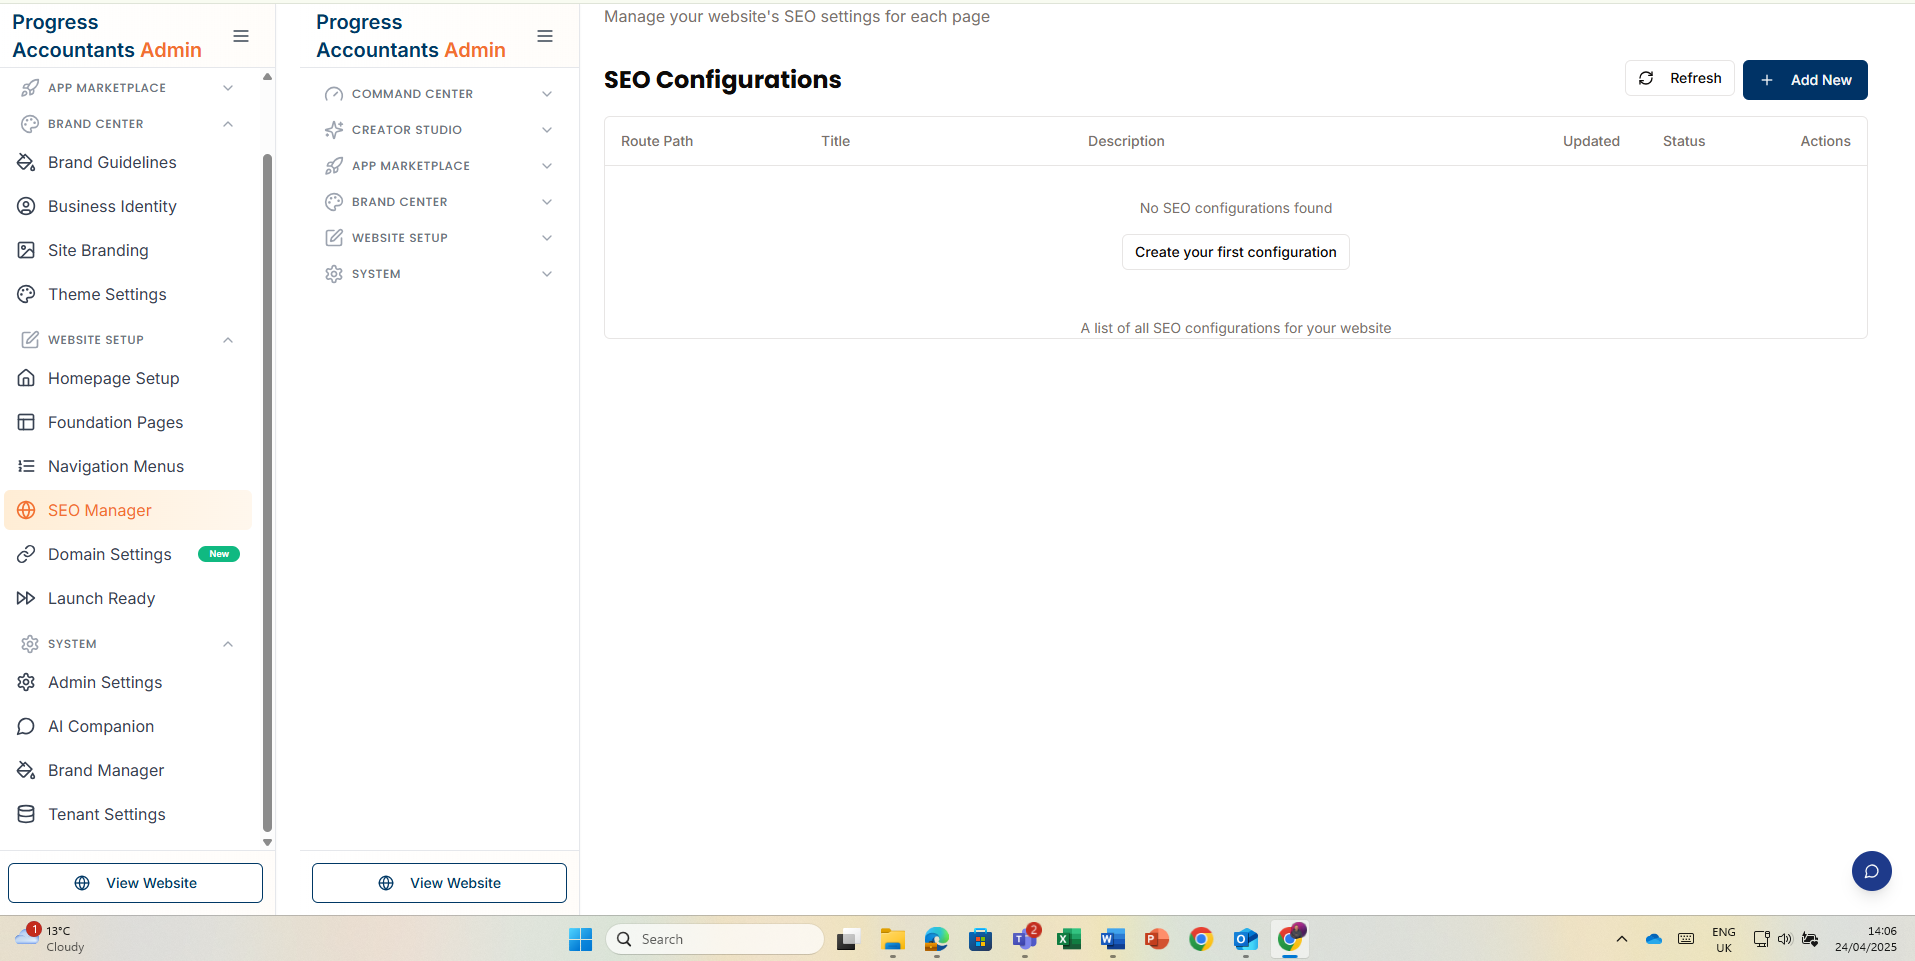 Progress
Accountants Admin
APP MARKETPLACE
BRAND CENTER
Brand Guidelines
Business Identity
Site Branding
Theme Settings
WEBSITE SETUP
Homepage Setup
Foundation Pages
Navigation Menus
SEO Manager
Domain Settings New
Launch Ready
SYSTEM
Admin Settings
AI Companion
Brand Manager
Tenant Settings
View Website
Progress
Accountants Admin
COMMAND CENTER
CREATOR STUDIO
APP MARKETPLACE
BRAND CENTER
WEBSITE SETUP
SYSTEM
View Website
Manage your website's SEO settings for each page
SEO Configurations
Refresh
Add New
Route Path Title Description Updated Status Actions
No SEO configurations found
Create your first configuration
A list of all SEO configurations for your website
1
13°C
Cloudy
Search
2
ENG
UK
14:06
24/04/2025